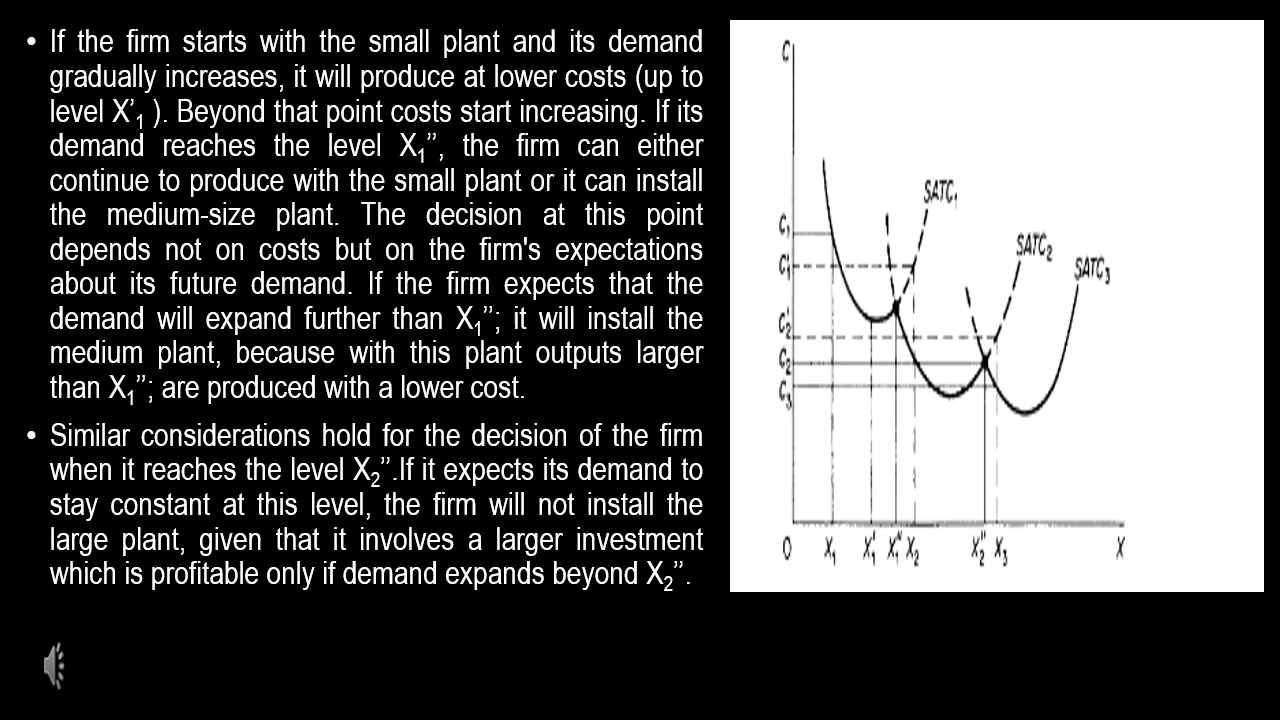 • If the firm starts with the small plant and its demand
gradually increases, it will produce at lower costs (up to
level X’₁ ). Beyond that point costs start increasing. If its
demand reaches the level X₁”, the firm can either
continue to produce with the small plant or it can install
the medium-size plant. The decision at this point
depends not on costs but on the firm's expectations
about its future demand. If the firm expects that the
demand will expand further than X₁”; it will install the
medium plant, because with this plant outputs larger
than X₁”; are produced with a lower cost.
• Similar considerations hold for the decision of the firm
when it reaches the level X₂”.If it expects its demand to
stay constant at this level, the firm will not install the
large plant, given that it involves a larger investment
which is profitable only if demand expands beyond X₂”.
C
SATC₁
C₁
SATC₂
C₁'
SATC₃
C₂'
C₂
C₃
0 X₁ X₁' X₁" X₂ X₂" X₃ X